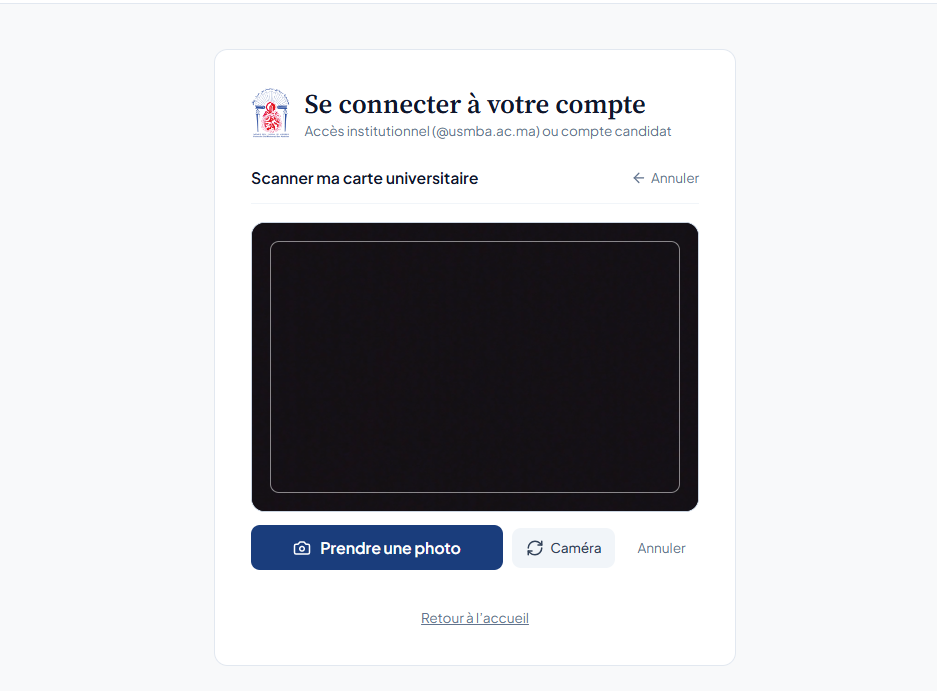 Se connecter à votre compte
Accès institutionnel (@usmba.ac.ma) ou compte candidat
Scanner ma carte universitaire
← Annuler
Prendre une photo
Caméra
Annuler
Retour à l'accueil